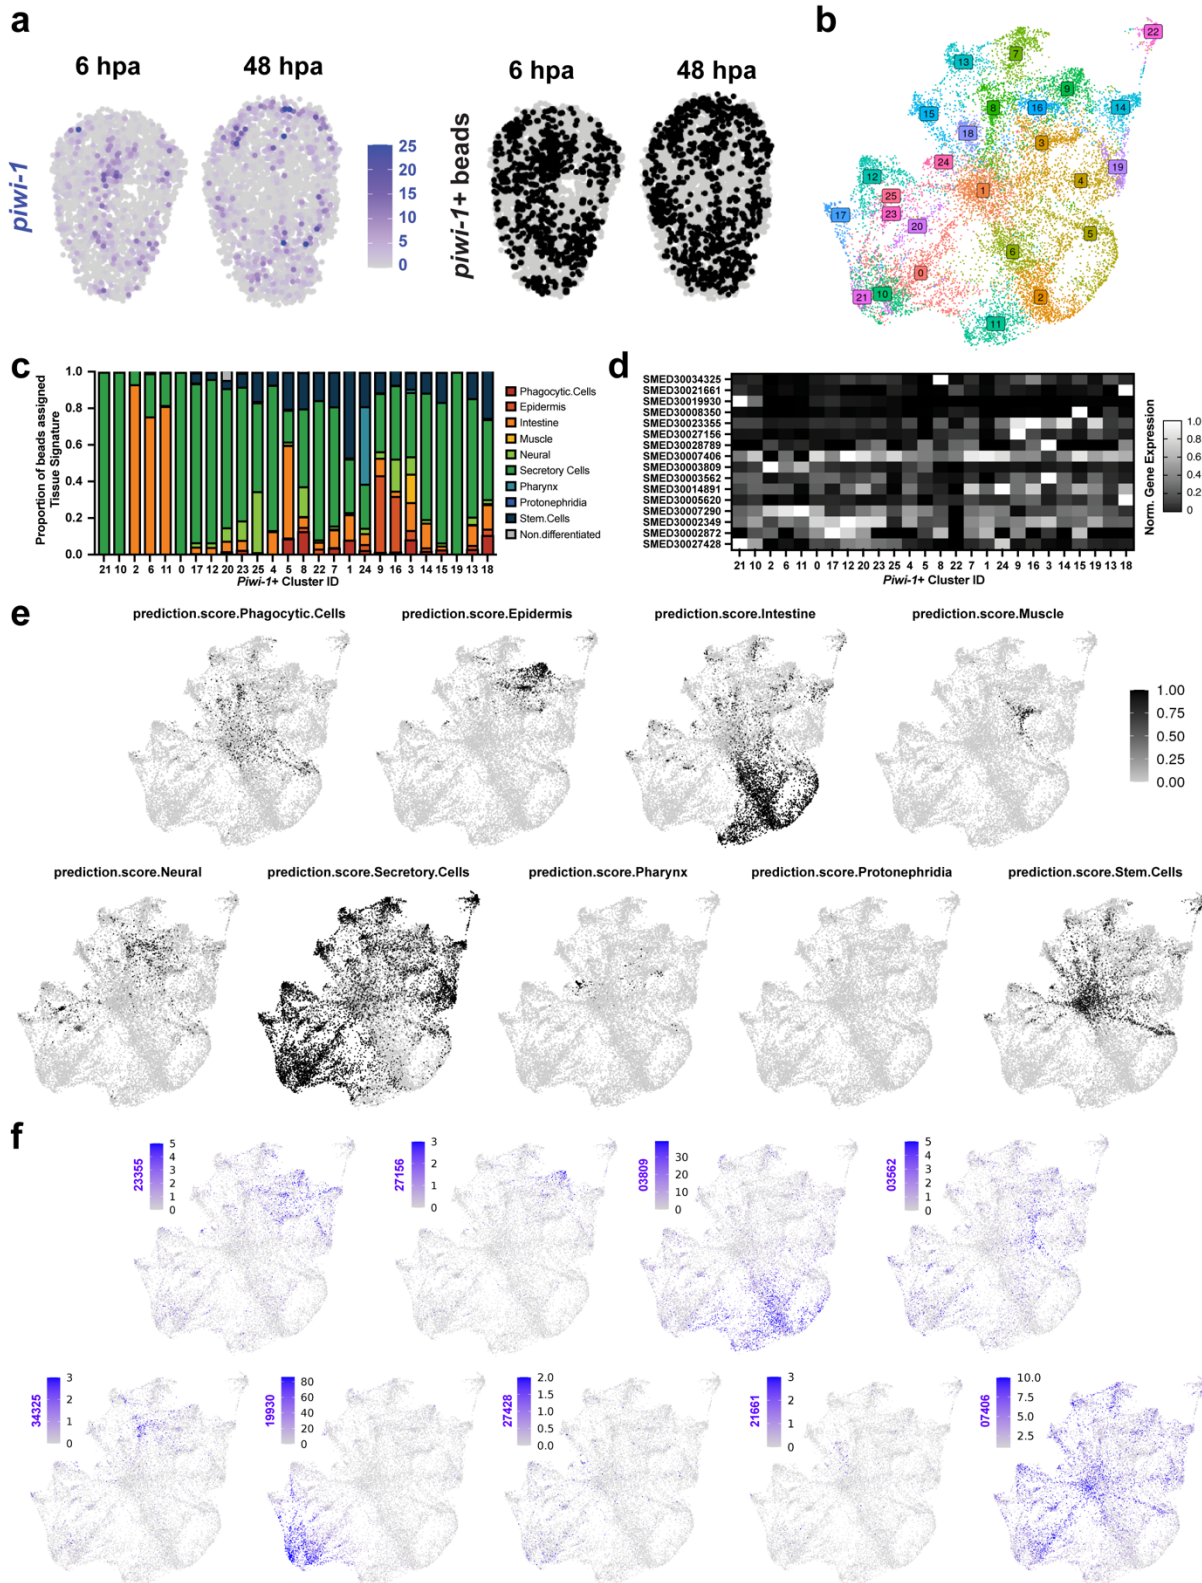 a
6 hpa
48 hpa
piwi-1
25
20
15
10
5
0
6 hpa
48 hpa
piwi-1+ beads
b
22
7
13
9
8
16
14
15
18
3
24
19
12
1
4
25
17
23
20
5
6
0
21
10
2
11
c
Proportion of beads assigned
Tissue Signature
1.0
0.8
0.6
0.4
0.2
0.0
21 10 2 6 11 0 17 12 20 23 25 4 5 8 22 7 1 24 9 16 3 14 15 19 13 18
Piwi-1+ Cluster ID
Phagocytic.Cells
Epidermis
Intestine
Muscle
Neural
Secretory Cells
Pharynx
Protonephridia
Stem.Cells
Non.differentiated
d
SMED30034325
SMED30021661
SMED30019930
SMED30008350
SMED30023355
SMED30027156
SMED30028789
SMED30007406
SMED30003809
SMED30003562
SMED30014891
SMED30005620
SMED30007290
SMED30002349
SMED30002872
SMED30027428
21 10 2 6 11 0 17 12 20 23 25 4 5 8 22 7 1 24 9 16 3 14 15 19 13 18
Piwi-1+ Cluster ID
1.0
0.8
0.6
0.4
0.2
0
Norm. Gene Expression
e
prediction.score.Phagocytic.Cells
prediction.score.Epidermis
prediction.score.Intestine
prediction.score.Muscle
1.00
0.75
0.50
0.25
0.00
prediction.score.Neural
prediction.score.Secretory.Cells
prediction.score.Pharynx
prediction.score.Protonephridia
prediction.score.Stem.Cells
f
23355
5
4
3
2
1
0
27156
3
2
1
0
03809
30
20
10
0
03562
5
4
3
2
1
0
34325
3
2
1
0
19930
80
60
40
20
0
27428
2.0
1.5
1.0
0.5
0.0
21661
3
2
1
0
07406
10.0
7.5
5.0
2.5